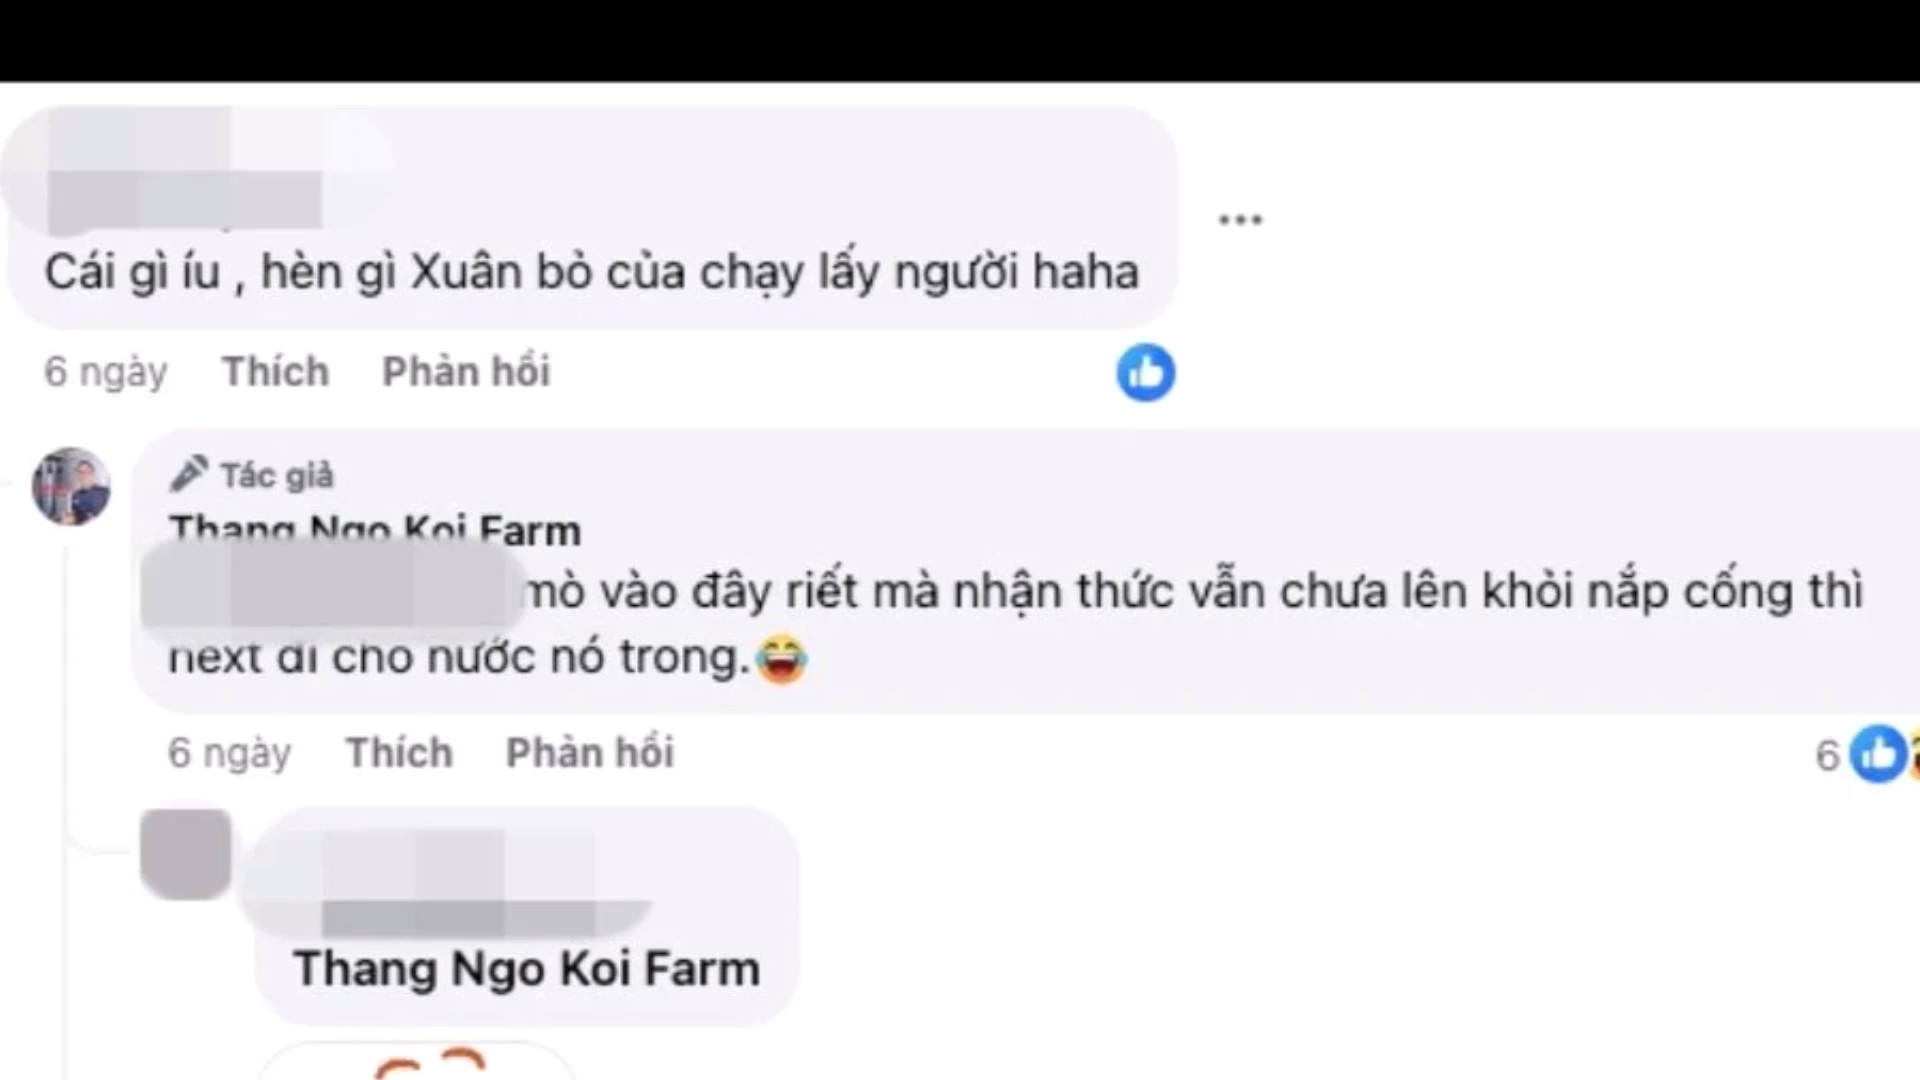 Cái gì íu , hèn gì Xuân bỏ của chạy lấy người haha
6 ngày Thích Phản hồi
Tác giả
Thang Ngo Koi Farm
mò vào đây riết mà nhận thức vẫn chưa lên khỏi nắp cống thì
next đi cho nước nó trong.😂
6 ngày Thích Phản hồi 6
Thang Ngo Koi Farm